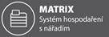 MATRIX
Systém hospodaření
s nářadím